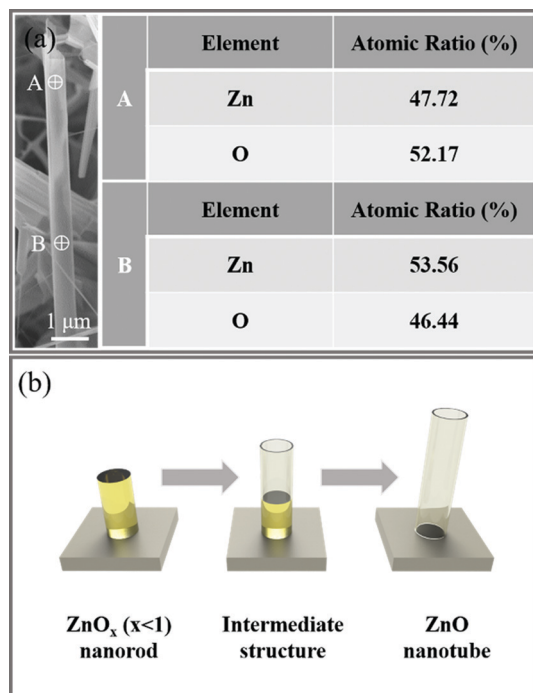 (a)
A
B
1 μm
A
Element Atomic Ratio (%)
Zn 47.72
O 52.17
B
Element Atomic Ratio (%)
Zn 53.56
O 46.44
(b)
ZnOₓ (x<1)
nanorod
Intermediate
structure
ZnO
nanotube